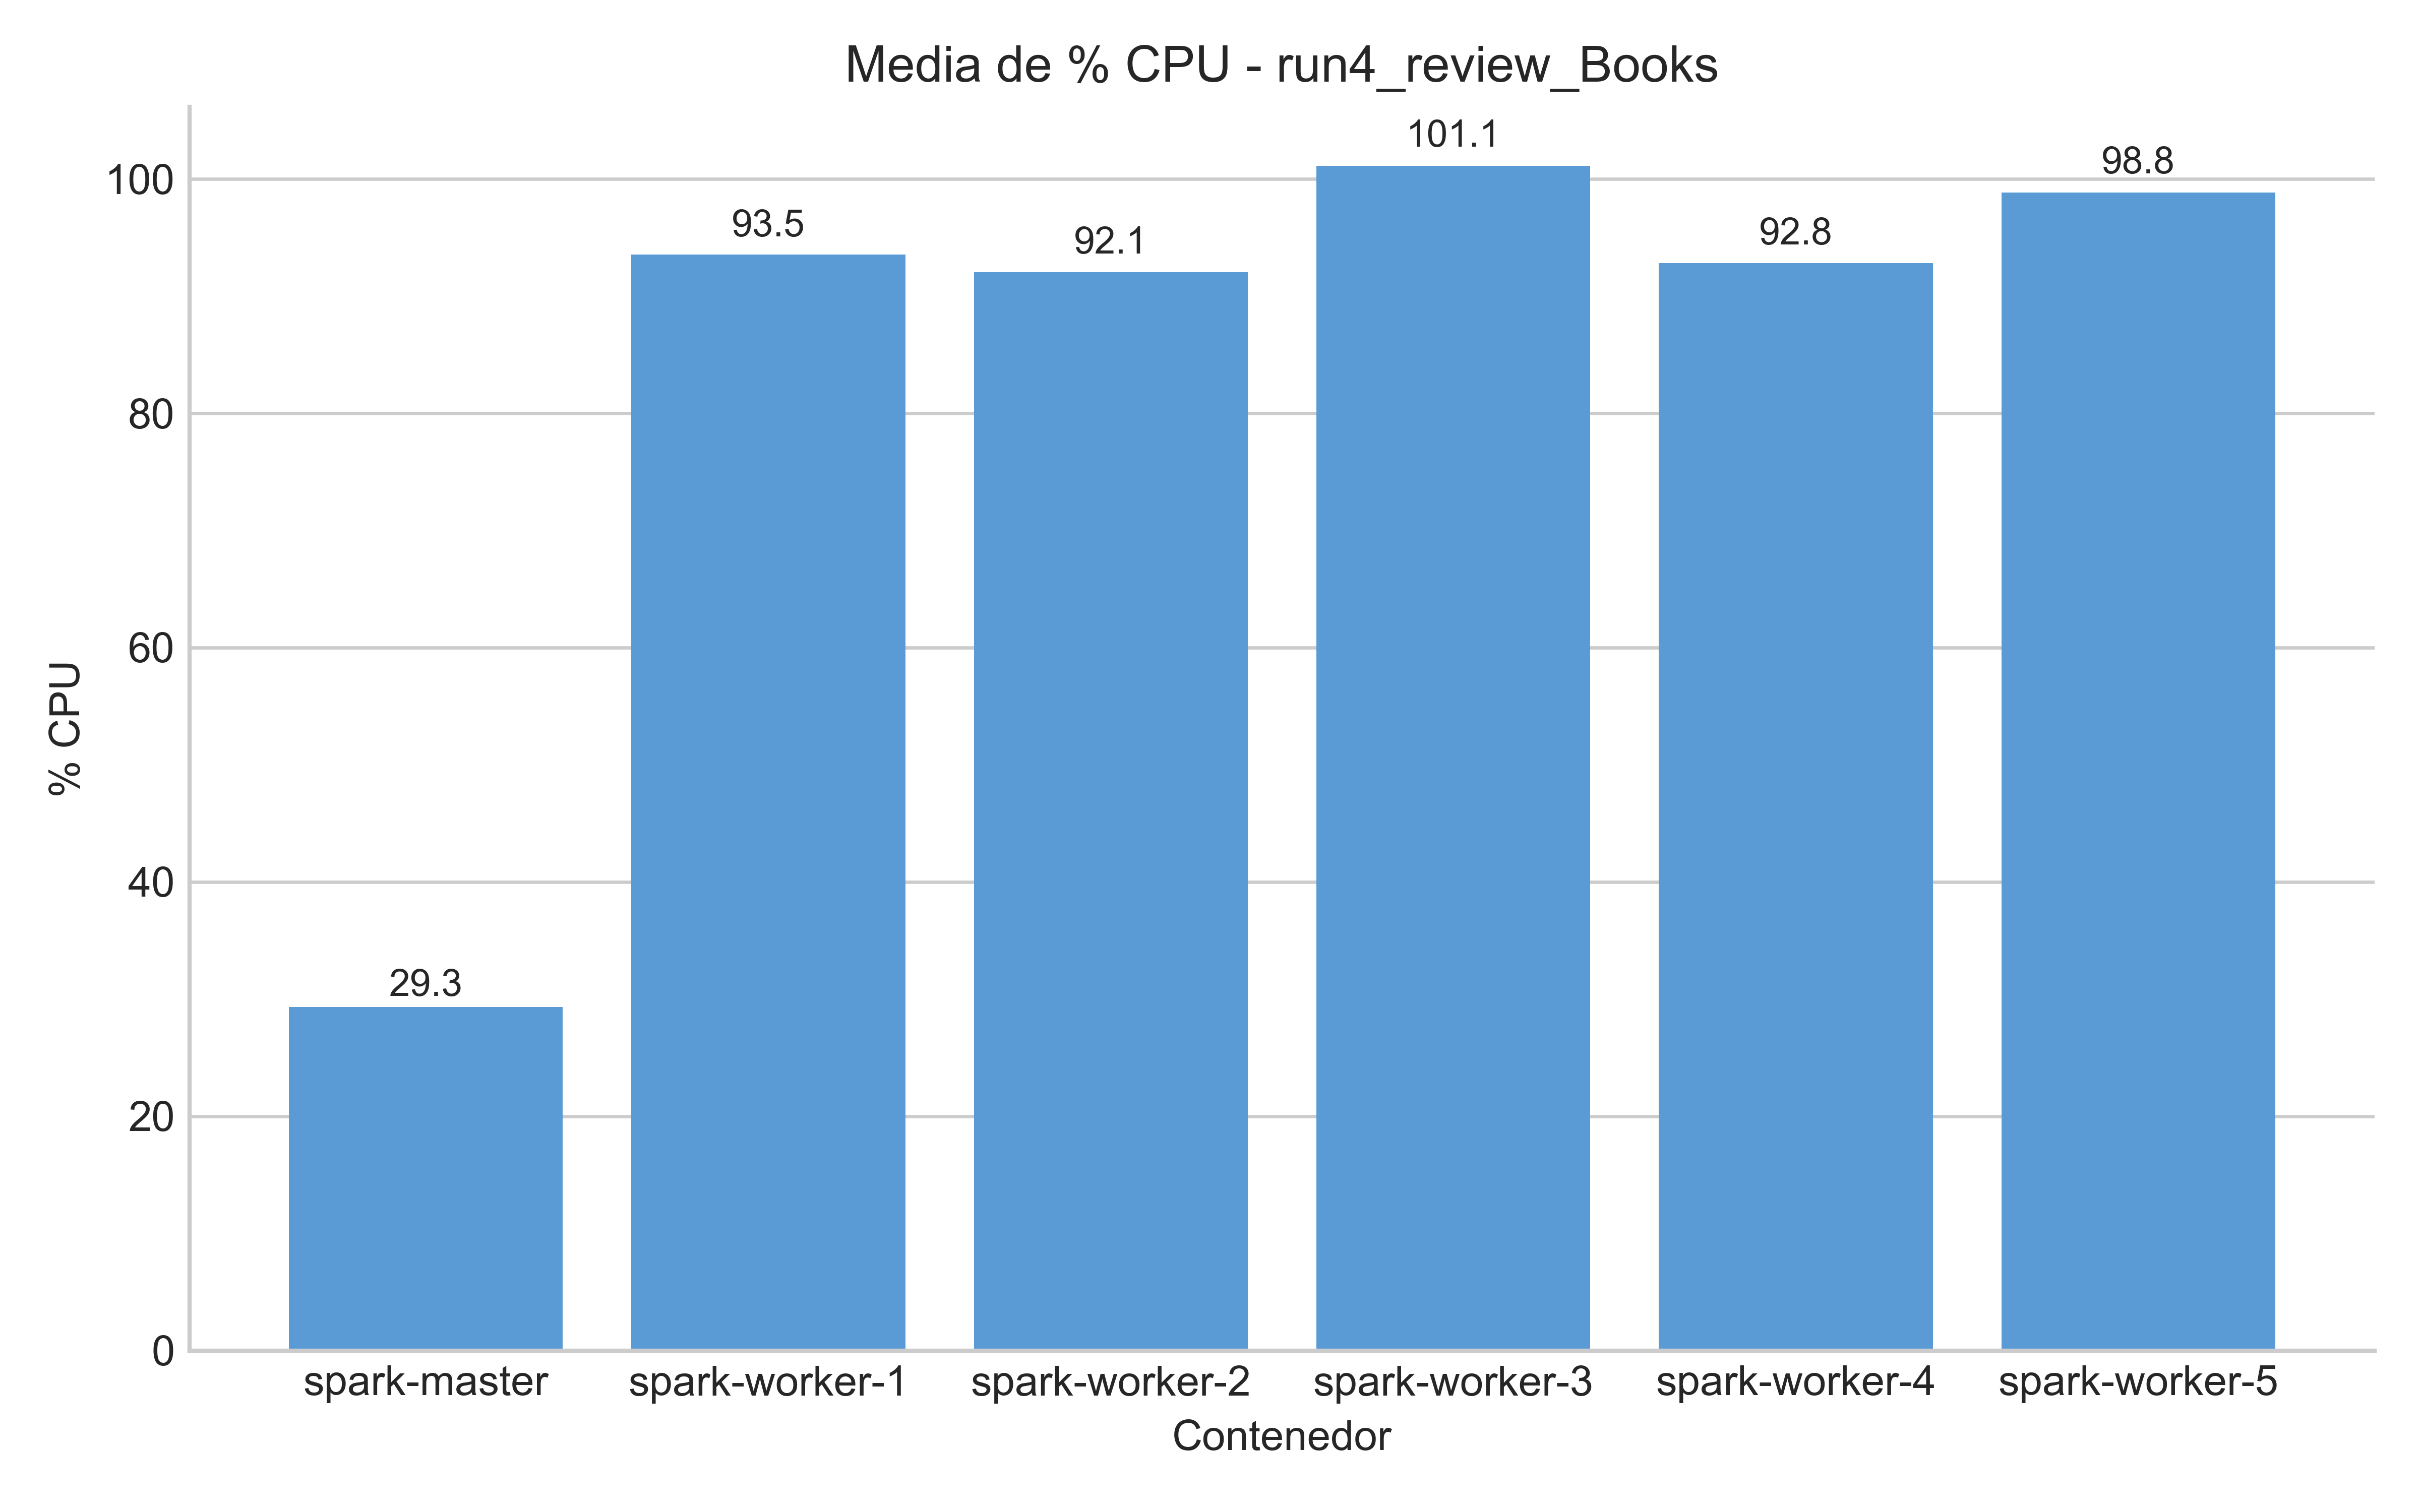 Media de % CPU - run4_review_Books
101.1
98.8
93.5
92.1
92.8
29.3
100
80
60
40
20
0
% CPU
spark-master
spark-worker-1
spark-worker-2
spark-worker-3
spark-worker-4
spark-worker-5
Contenedor